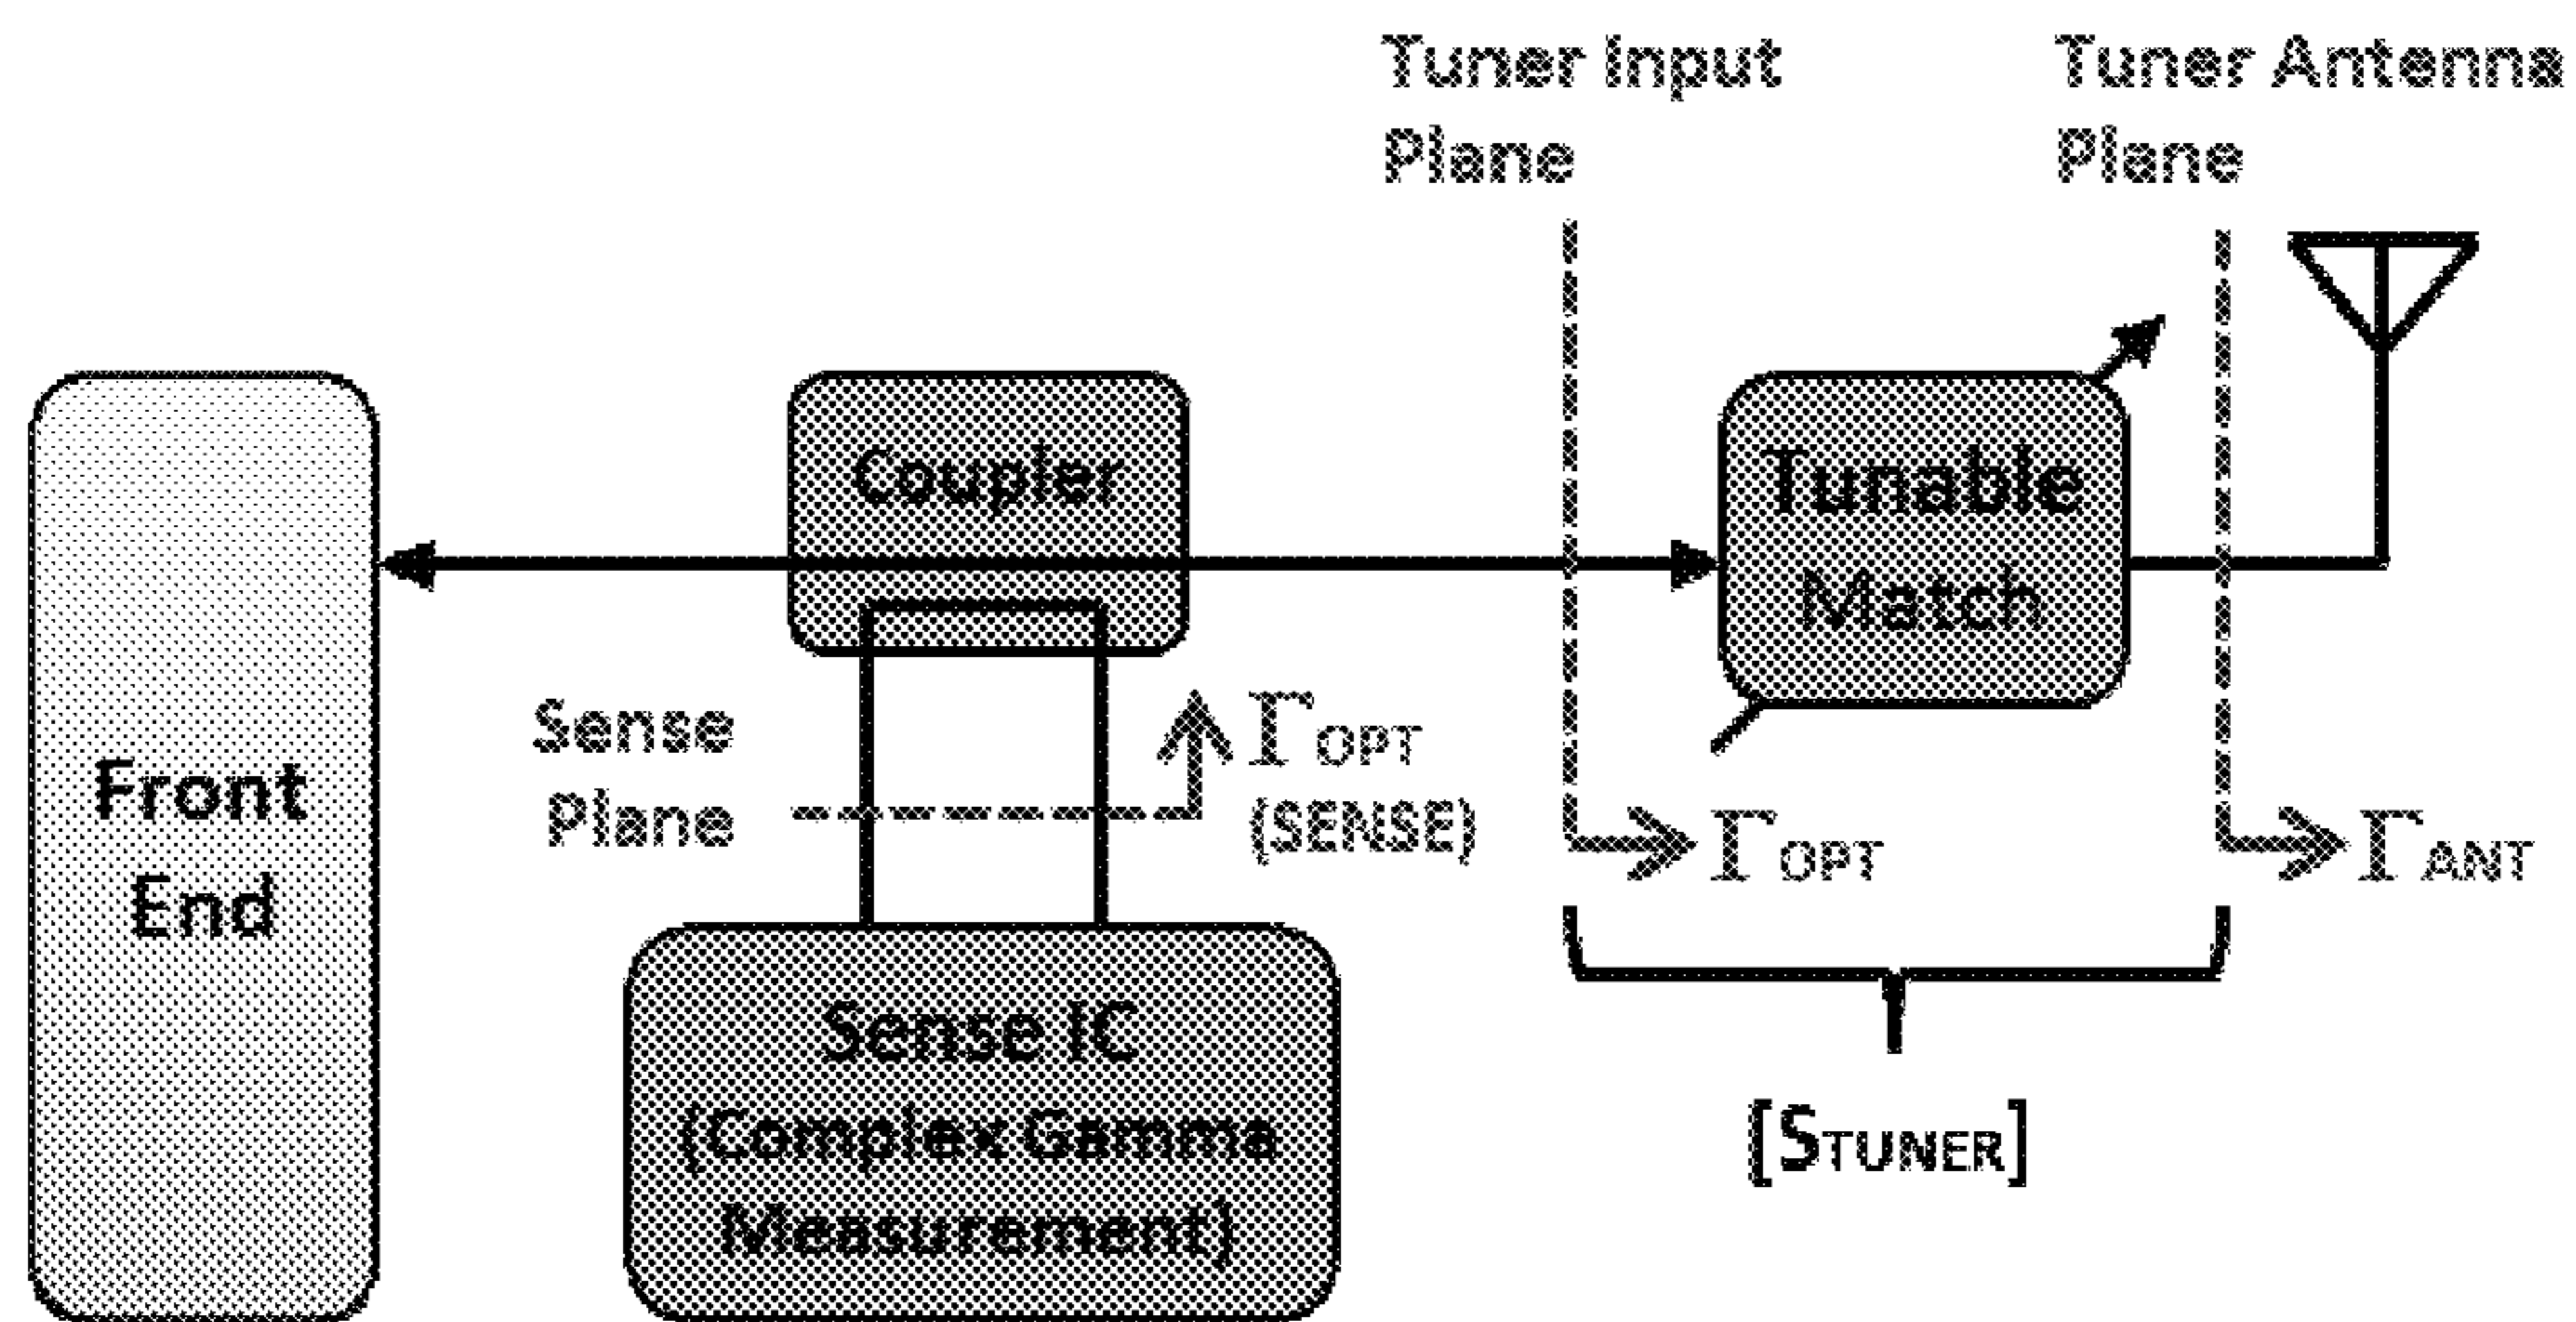 Tuner Input
Plane
Tuner Antenna
Plane
Coupler
Tunable
Match
Front
End
Sense
Plane
ΓOPT
(SENSE)
ΓOPT
ΓANT
Sense IC
(Complex Gamma
Measurement)
[STUNER]